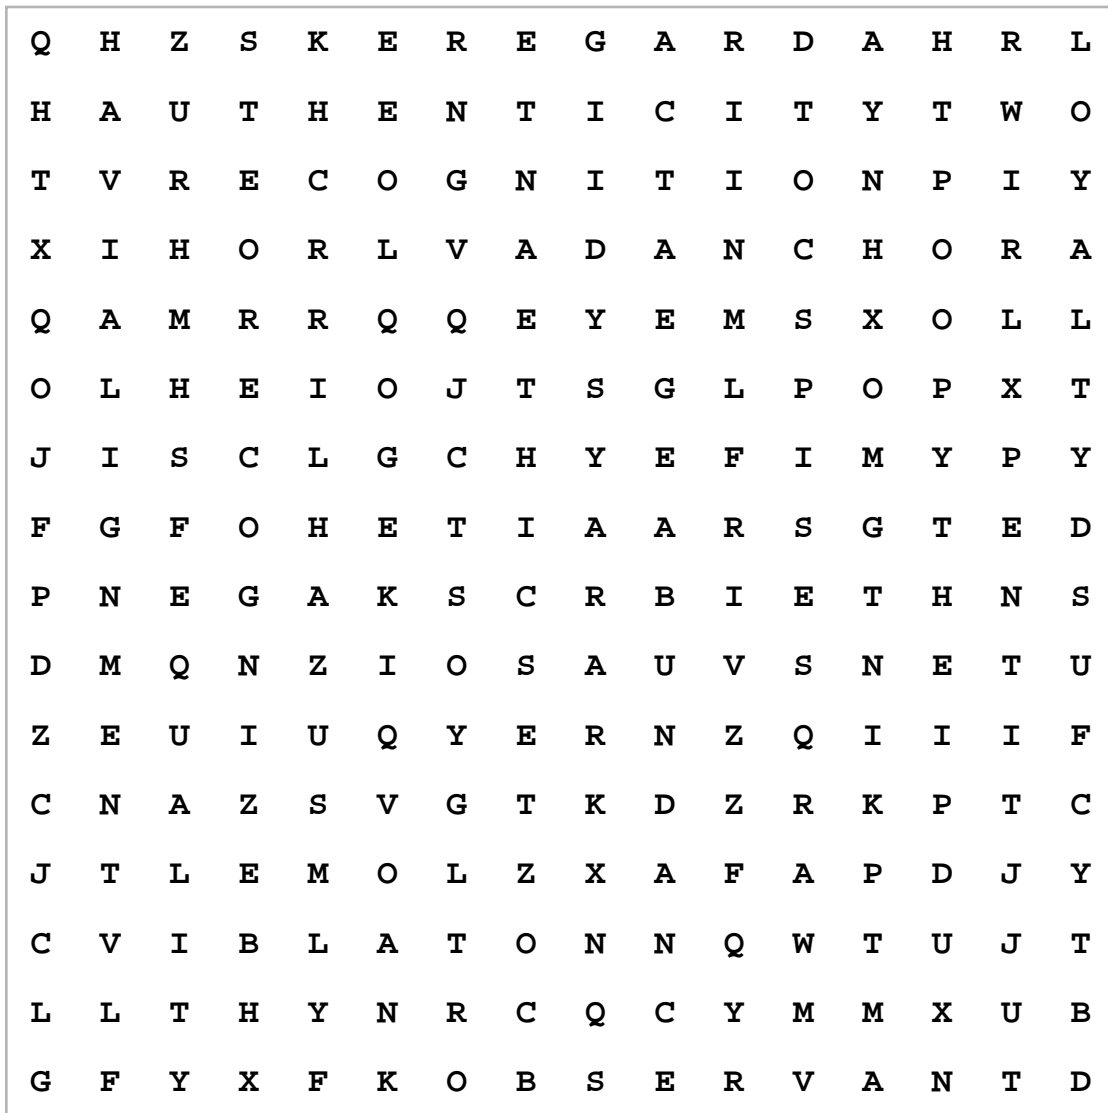 Q H Z S K E R E G A R D A H R L
H A U T H E N T I C I T Y T W O
T V R E C O G N I T I O N P I Y
X I H O R L V A D A N C H O R A
Q A M R R Q Q E Y E M S X O L L
O L H E I O J T S G L P O P X T
J I S C L G C H Y E F I M Y P Y
F G F O H E T I A A R S G T E D
P N E G A K S C R B I E T H N S
D M Q N Z I O S A U V S N E T U
Z E U I U Q Y E R N Z Q I I I F
C N A Z S V G T K D Z R K P T C
J T L E M O L Z X A F A P D J Y
C V I B L A T O N N Q W T U J T
L L T H Y N R C Q C Y M M X U B
G F Y X F K O B S E R V A N T D